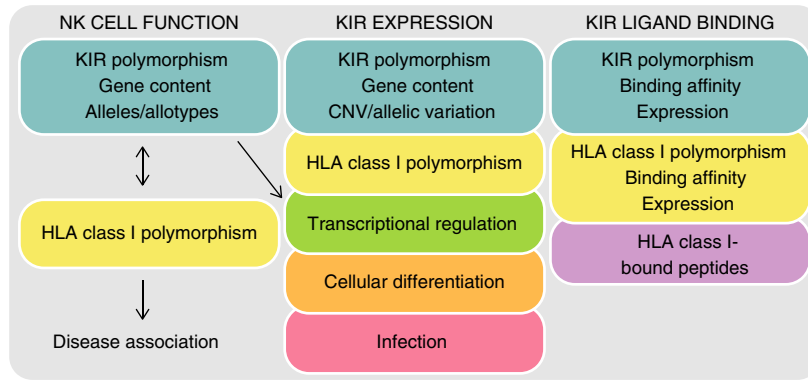 NK CELL FUNCTION
KIR polymorphism
Gene content
Alleles/allotypes
HLA class I polymorphism
Disease association
KIR EXPRESSION
KIR polymorphism
Gene content
CNV/allelic variation
HLA class I polymorphism
Transcriptional regulation
Cellular differentiation
Infection
KIR LIGAND BINDING
KIR polymorphism
Binding affinity
Expression
HLA class I polymorphism
Binding affinity
Expression
HLA class I-
bound peptides